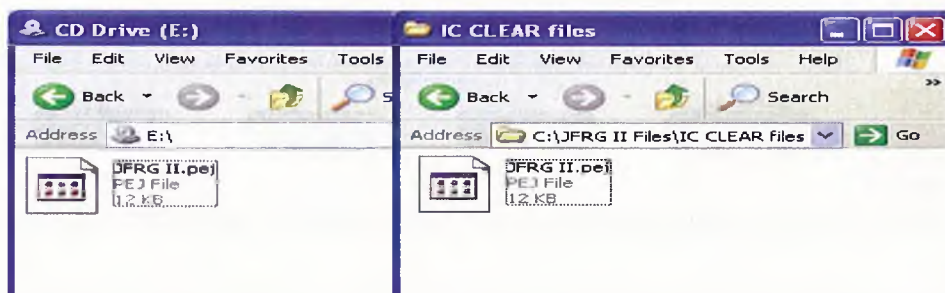 CD Drive (E:)
File Edit View Favorites Tools
Back
S
Address E:\
JFRG II.pej
PEJ File
12 KB
IC CLEAR files
File Edit View Favorites Tools Help
Back Search »
Address C:\JFRG II Files\IC CLEAR files Go
JFRG II.pej
PEJ File
12 KB